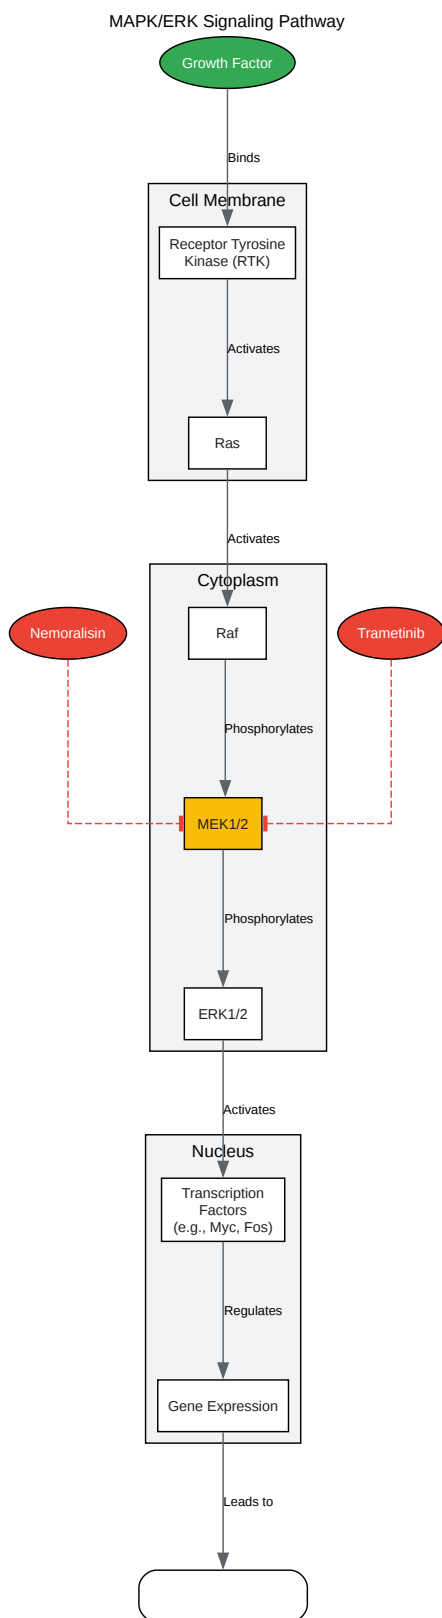 MAPK/ERK Signaling Pathway
Growth Factor
Binds
Cell Membrane
Receptor Tyrosine
Kinase (RTK)
Activates
Ras
Activates
Cytoplasm
Nemoralisin
Raf
Trametinib
Phosphorylates
MEK1/2
Phosphorylates
ERK1/2
Activates
Nucleus
Transcription
Factors
(e.g., Myc, Fos)
Regulates
Gene Expression
Leads to